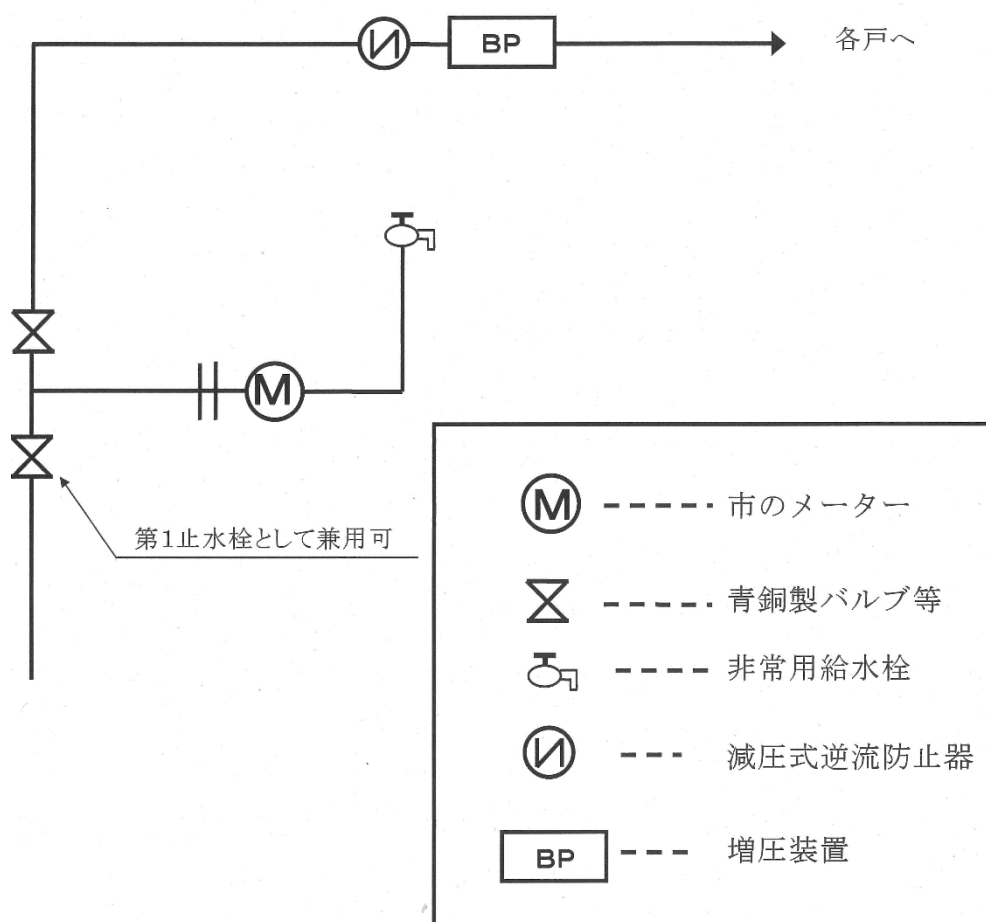 BP
各戸へ
M
第1止水栓として兼用可
M 市のメーター
青銅製バルブ等
非常用給水栓
減圧式逆流防止器
BP 増圧装置